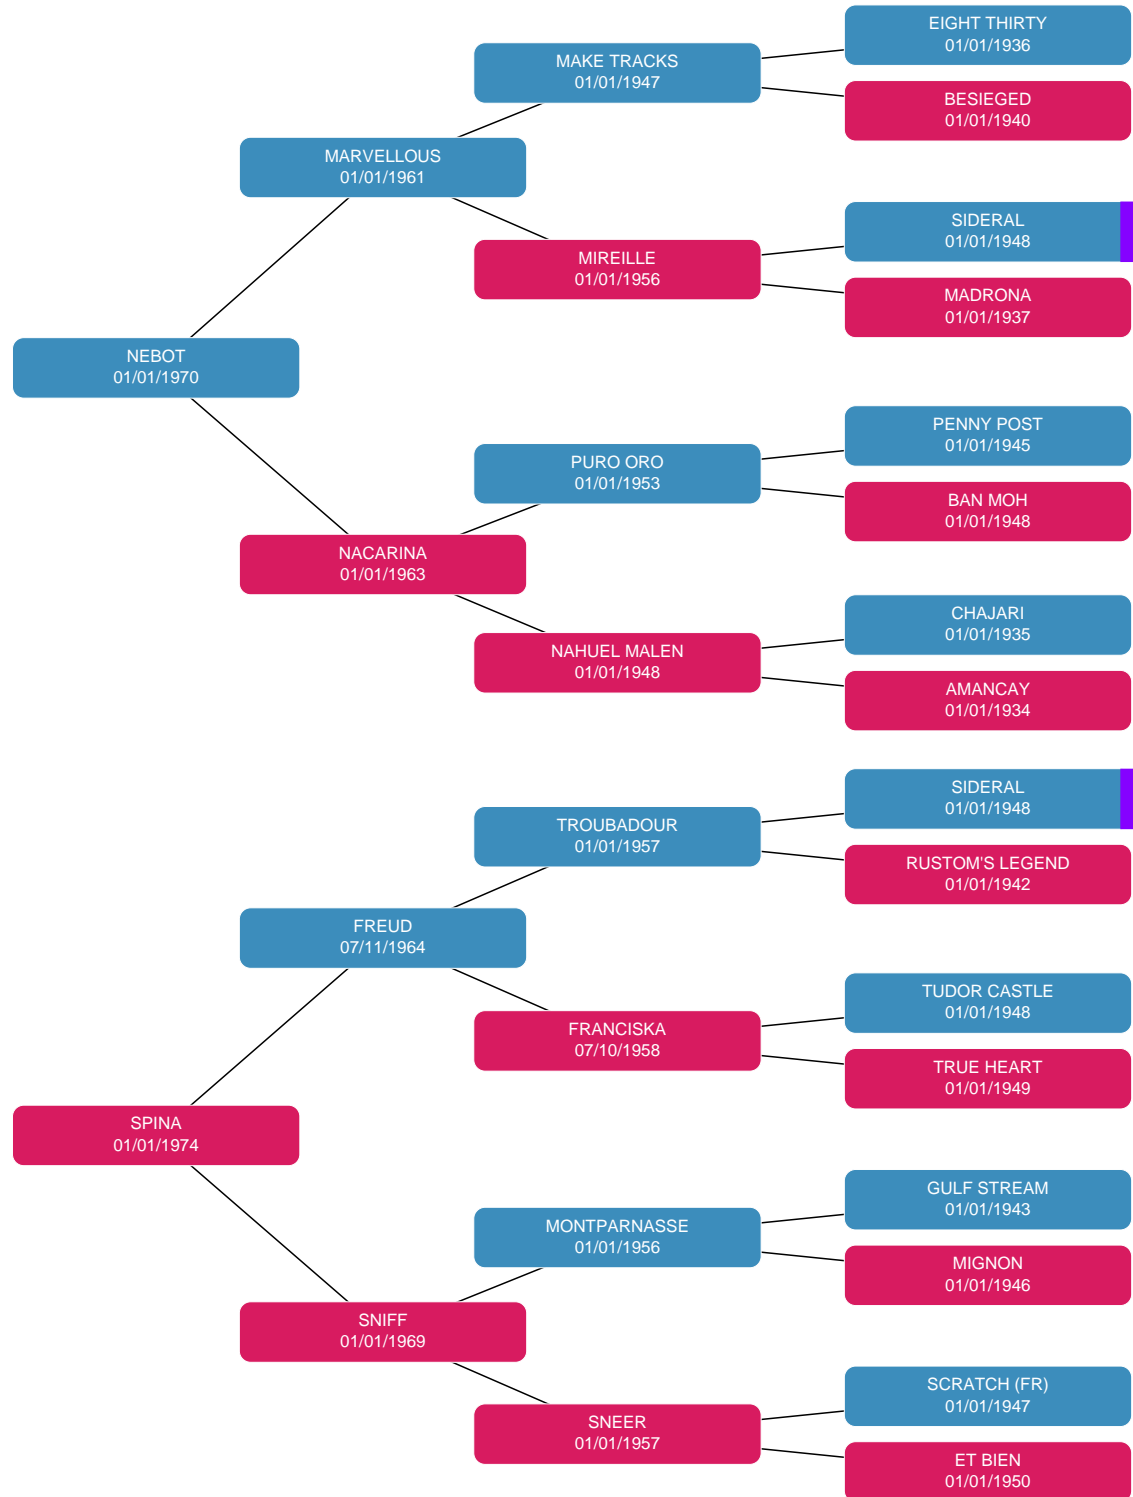 EIGHT THIRTY
01/01/1936
MAKE TRACKS
01/01/1947
BESIEGED
01/01/1940
MARVELLOUS
01/01/1961
SIDERAL
01/01/1948
MIREILLE
01/01/1956
MADRONA
01/01/1937
NEBOT
01/01/1970
PENNY POST
01/01/1945
PURO ORO
01/01/1953
BAN MOH
01/01/1948
NACARINA
01/01/1963
CHAJARI
01/01/1935
NAHUEL MALEN
01/01/1948
AMANCAY
01/01/1934
SIDERAL
01/01/1948
TROUBADOUR
01/01/1957
RUSTOM'S LEGEND
01/01/1942
FREUD
07/11/1964
TUDOR CASTLE
01/01/1948
FRANCISKA
07/10/1958
TRUE HEART
01/01/1949
SPINA
01/01/1974
GULF STREAM
01/01/1943
MONTPARNASSE
01/01/1956
MIGNON
01/01/1946
SNIFF
01/01/1969
SCRATCH (FR)
01/01/1947
SNEER
01/01/1957
ET BIEN
01/01/1950